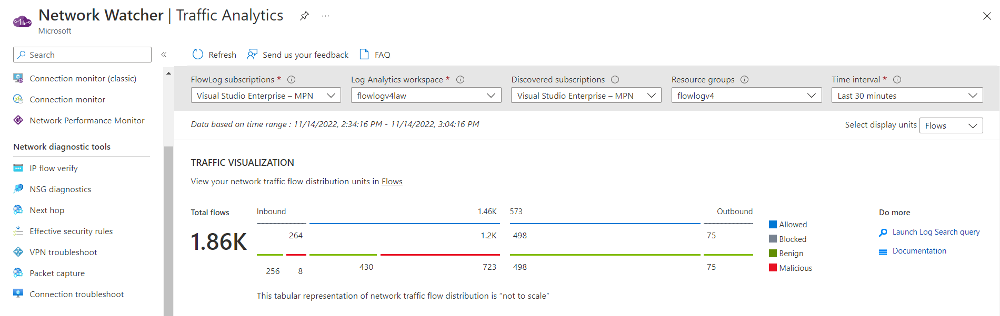 Network Watcher | Traffic Analytics
Microsoft
Search
Connection monitor (classic)
Connection monitor
Network Performance Monitor
Network diagnostic tools
IP flow verify
NSG diagnostics
Next hop
Effective security rules
VPN troubleshoot
Packet capture
Connection troubleshoot
Refresh
Send us your feedback
FAQ
FlowLog subscriptions *
Visual Studio Enterprise – MPN
Log Analytics workspace *
flowlogv4law
Discovered subscriptions
Visual Studio Enterprise – MPN
Resource groups
flowlogv4
Time interval *
Last 30 minutes
Data based on time range : 11/14/2022, 2:34:16 PM - 11/14/2022, 3:04:16 PM
Select display units
Flows
TRAFFIC VISUALIZATION
View your network traffic flow distribution units in Flows
Total flows
1.86K
Inbound 1.46K 573 Outbound
264 1.2K 498 75
256 8 430 723 498 75
This tabular representation of network traffic flow distribution is “not to scale”
Allowed
Blocked
Benign
Malicious
Do more
Launch Log Search query
Documentation